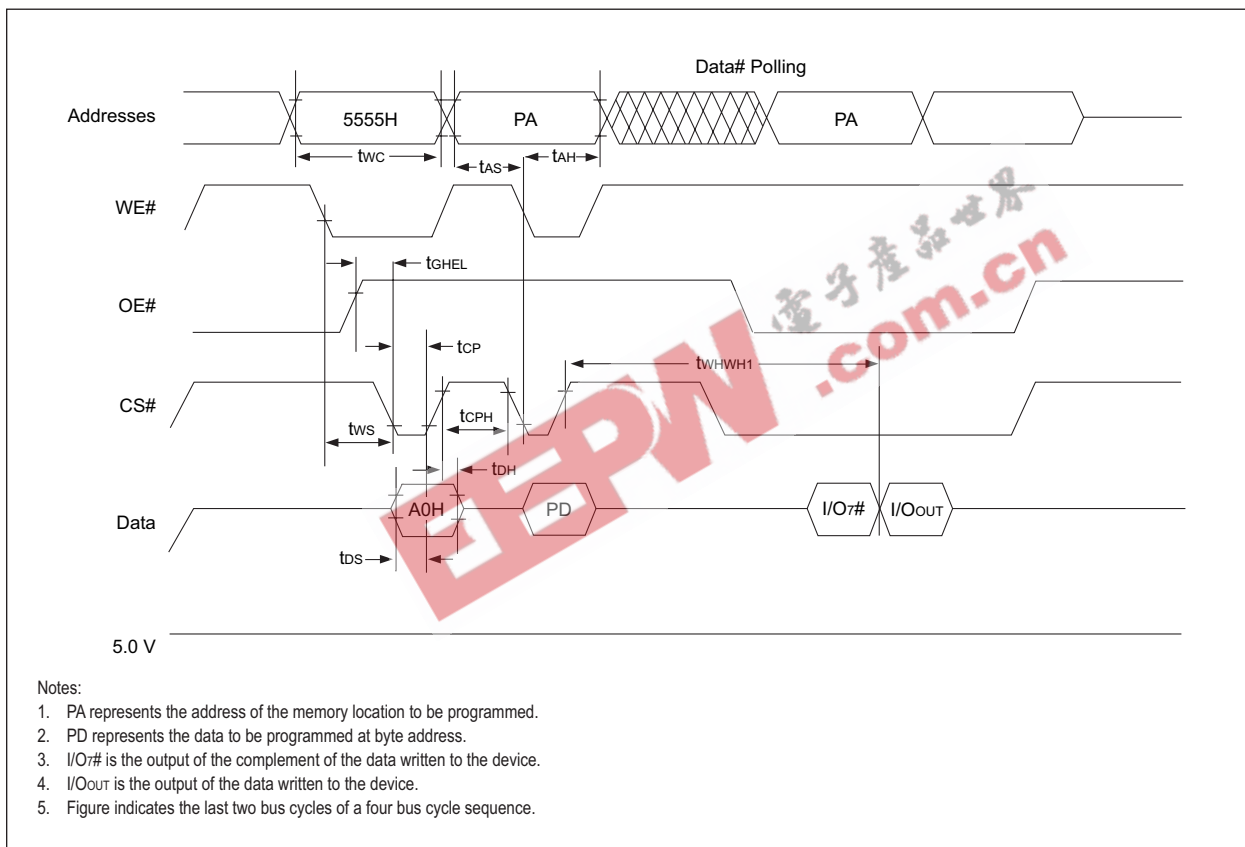 Data# Polling
Addresses
5555H
PA
PA
tWC
tAS
tAH
WE#
tGHEL
OE#
tCP
tWHWH1
CS#
tWS
tCPH
tDH
Data
A0H
PD
I/O7#
I/OOUT
tDS
5.0 V
電子產品世界
EEPW
.com.cn
Notes:
1. PA represents the address of the memory location to be programmed.
2. PD represents the data to be programmed at byte address.
3. I/O7# is the output of the complement of the data written to the device.
4. I/OOUT is the output of the data written to the device.
5. Figure indicates the last two bus cycles of a four bus cycle sequence.